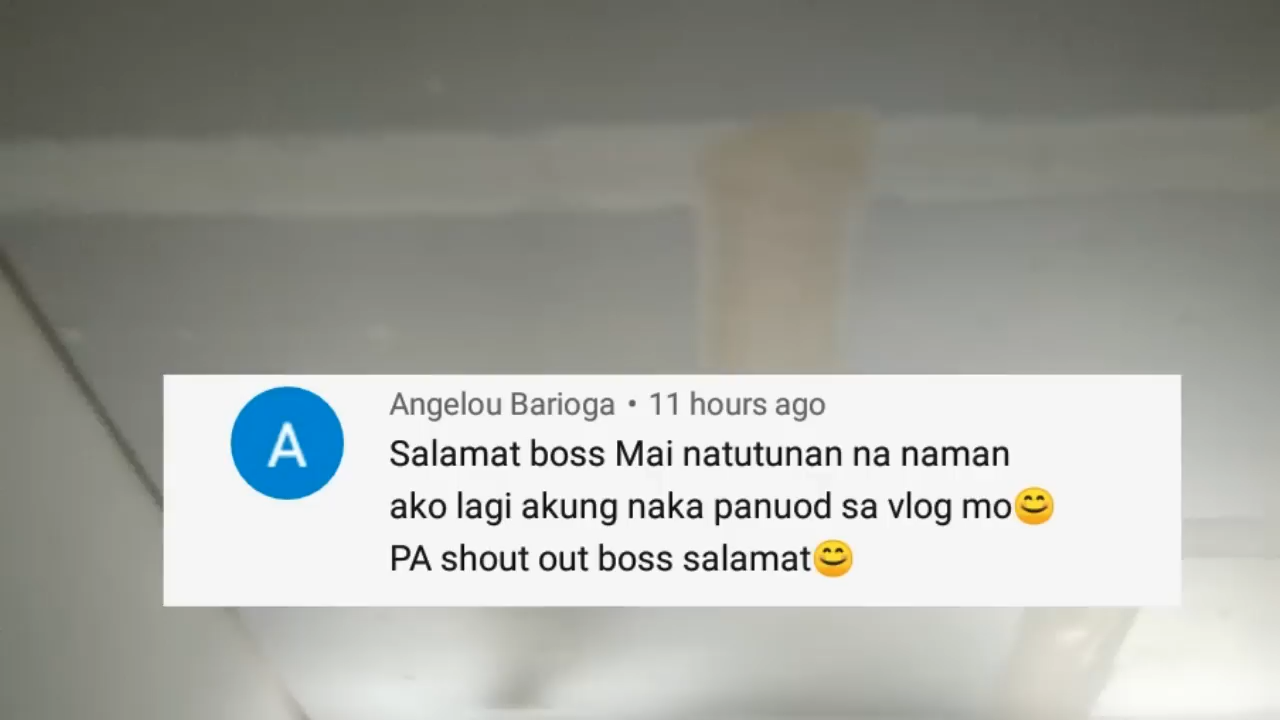 A
Angelou Barioga • 11 hours ago
Salamat boss Mai natutunan na naman
ako lagi akung naka panuod sa vlog mo😊
PA shout out boss salamat😊